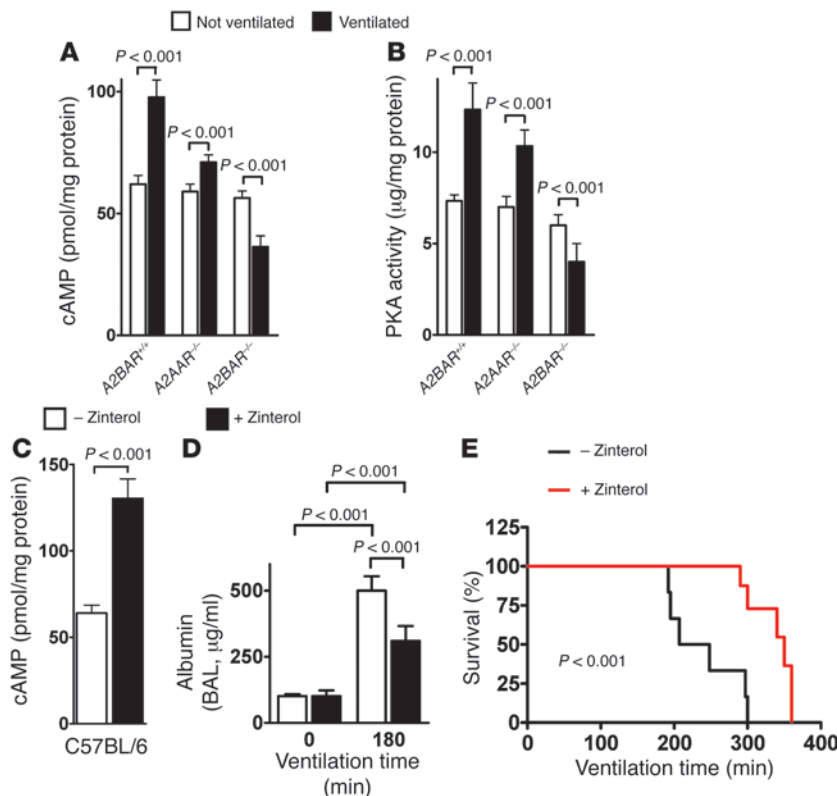 Not ventilated Ventilated
A
P < 0.001
P < 0.001
P < 0.001
100
50
0
cAMP (pmol/mg protein)
A2BAR+/+
A2AAR–/–
A2BAR–/–
B
P < 0.001
P < 0.001
P < 0.001
10
5
0
PKA activity (μg/mg protein)
A2BAR+/+
A2AAR–/–
A2BAR–/–
– Zinterol + Zinterol
C
P < 0.001
150
100
50
0
cAMP (pmol/mg protein)
C57BL/6
D
P < 0.001
P < 0.001
P < 0.001
500
250
0
Albumin
(BAL, μg/ml)
0 180
Ventilation time
(min)
E
– Zinterol
+ Zinterol
125
100
75
50
25
0
Survival (%)
P < 0.001
0 100 200 300 400
Ventilation time (min)